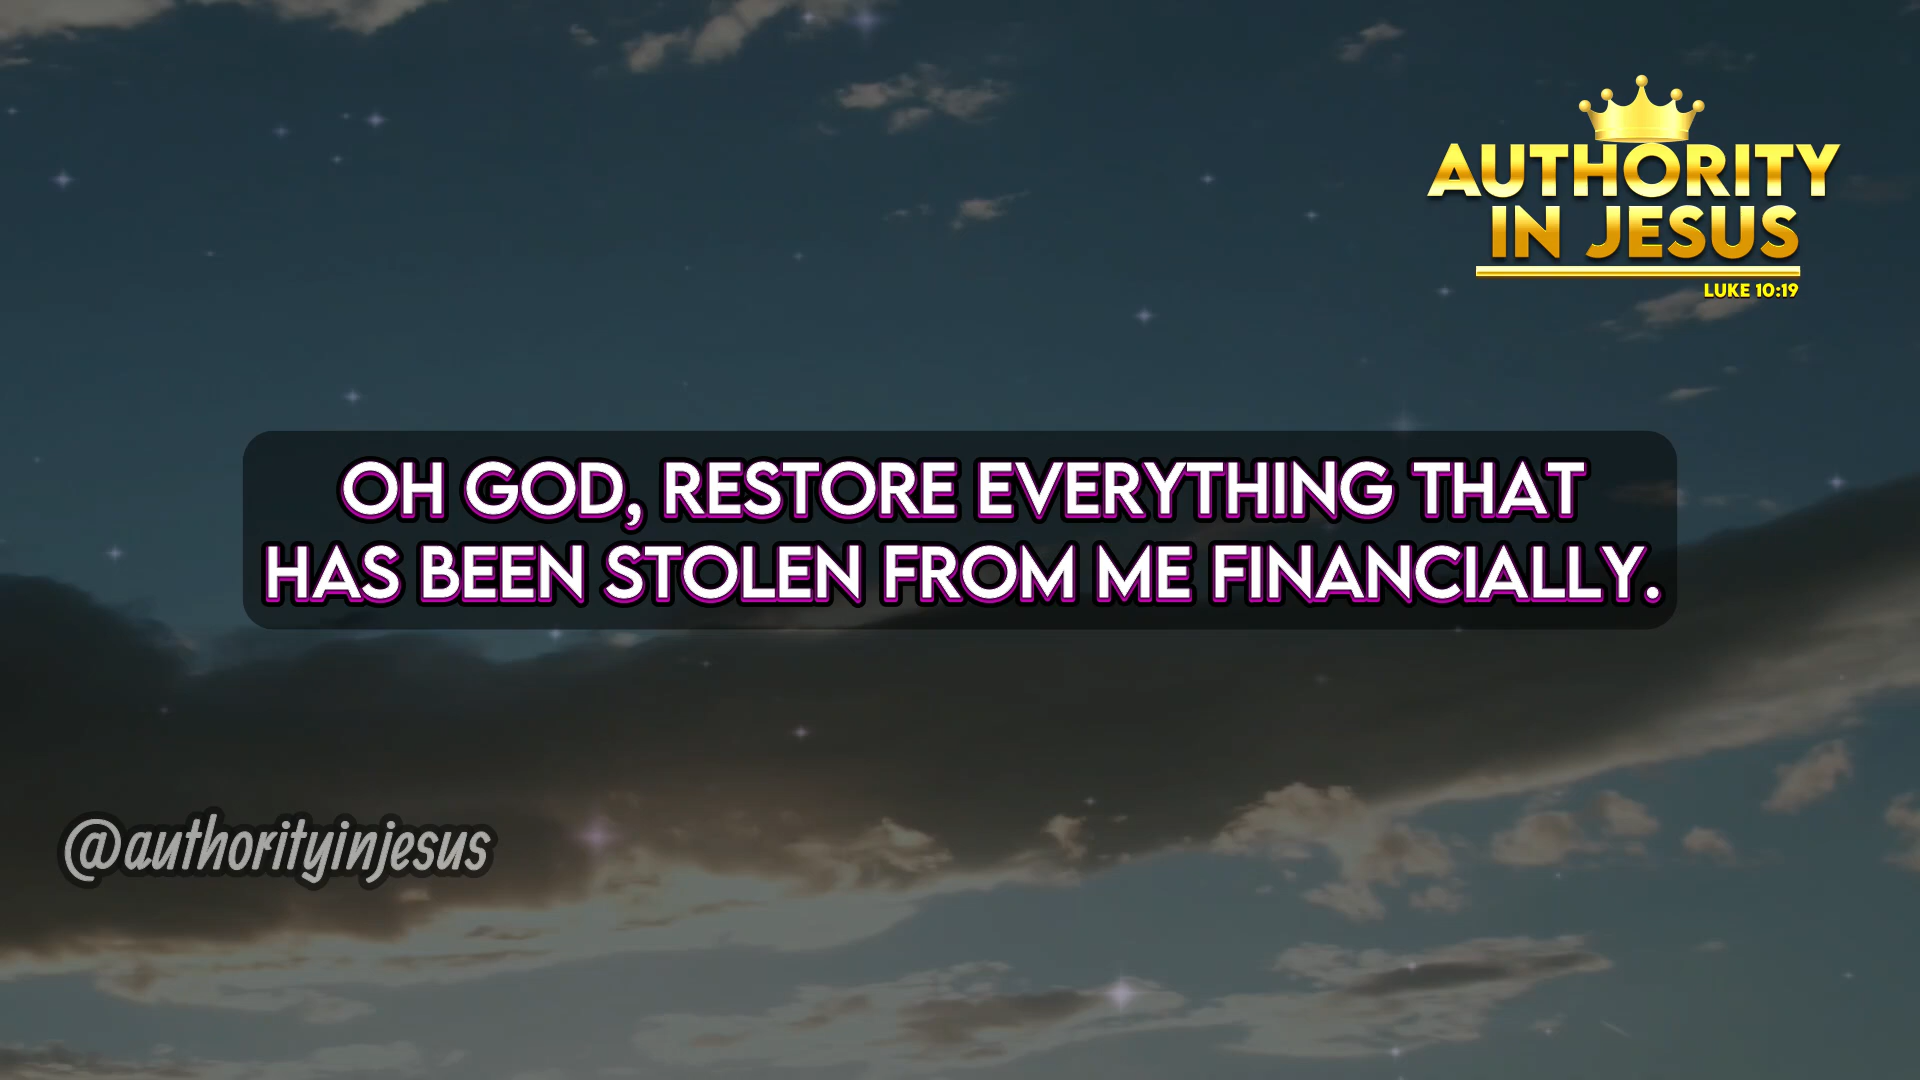 AUTHORITY
IN JESUS
LUKE 10:19
OH GOD, RESTORE EVERYTHING THAT
HAS BEEN STOLEN FROM ME FINANCIALLY.
@authorityinjesus